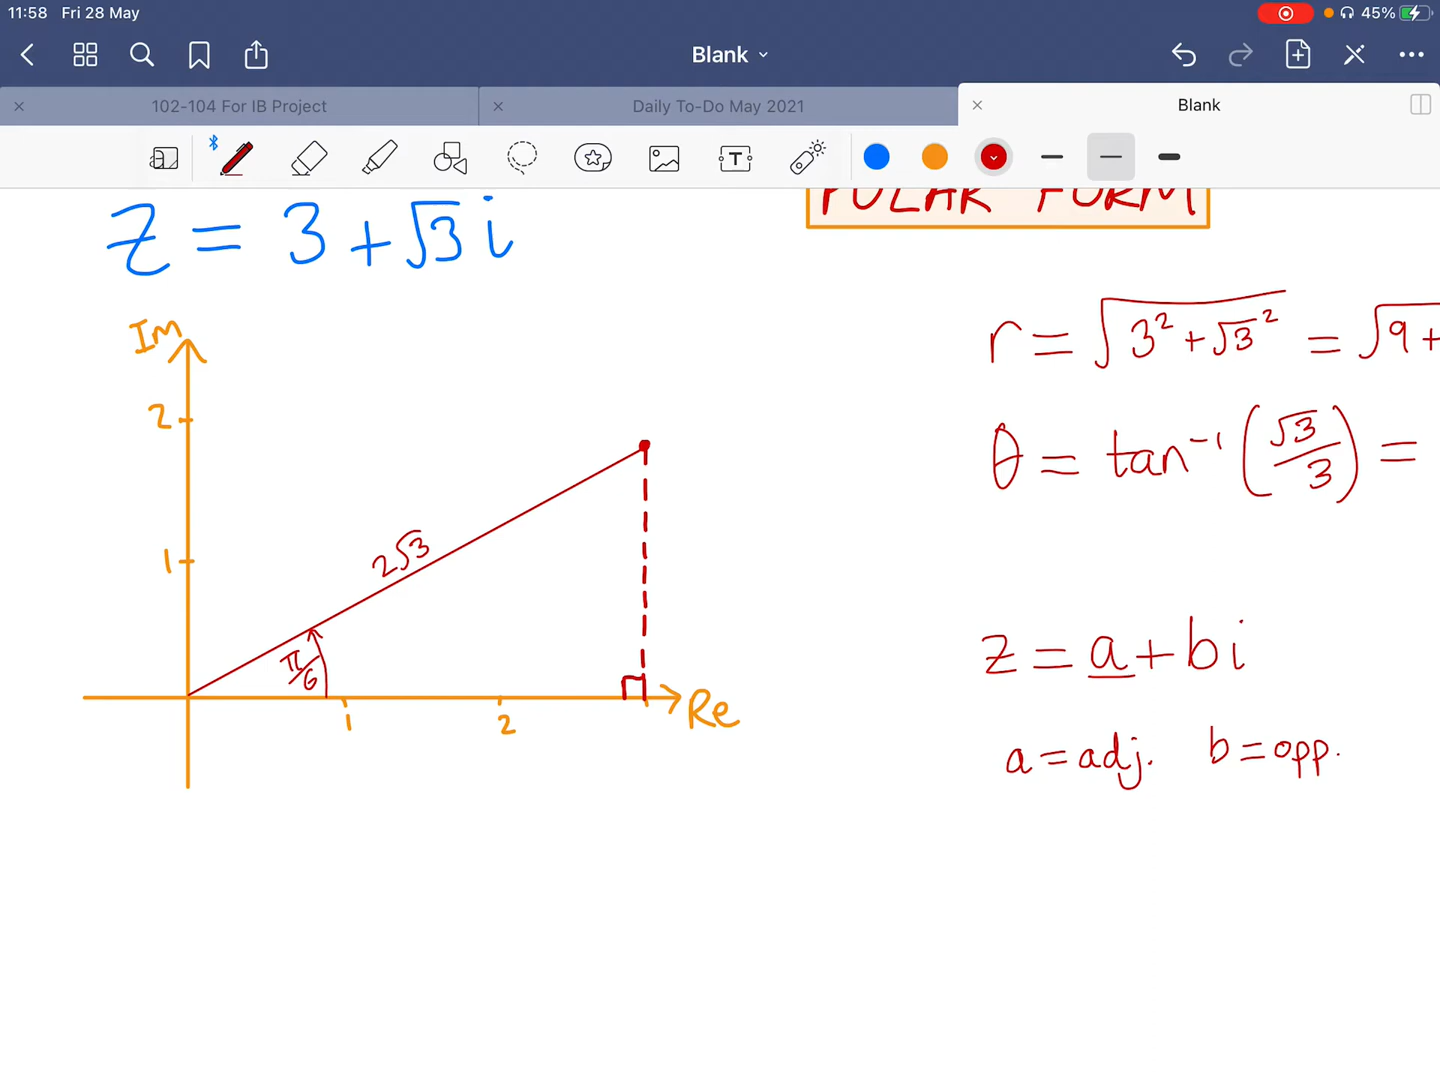 11:58 Fri 28 May
45%
Blank
102-104 For IB Project
Daily To-Do May 2021
Blank
T
POLAR FORM
z = 3 + √3 i
r = √(3² + √3²) = √9 +
θ = tan⁻¹ (√3/3) =
Im
2
1
2√3
π/6
1
2
Re
z = a + bi
a = adj. b = opp.